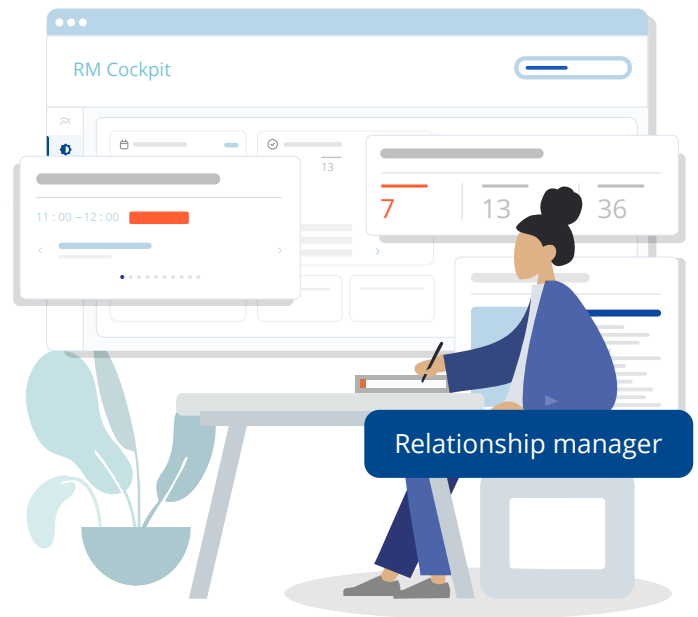 RM Cockpit
13
7 13 36
11 : 00 – 12 : 00
Relationship manager